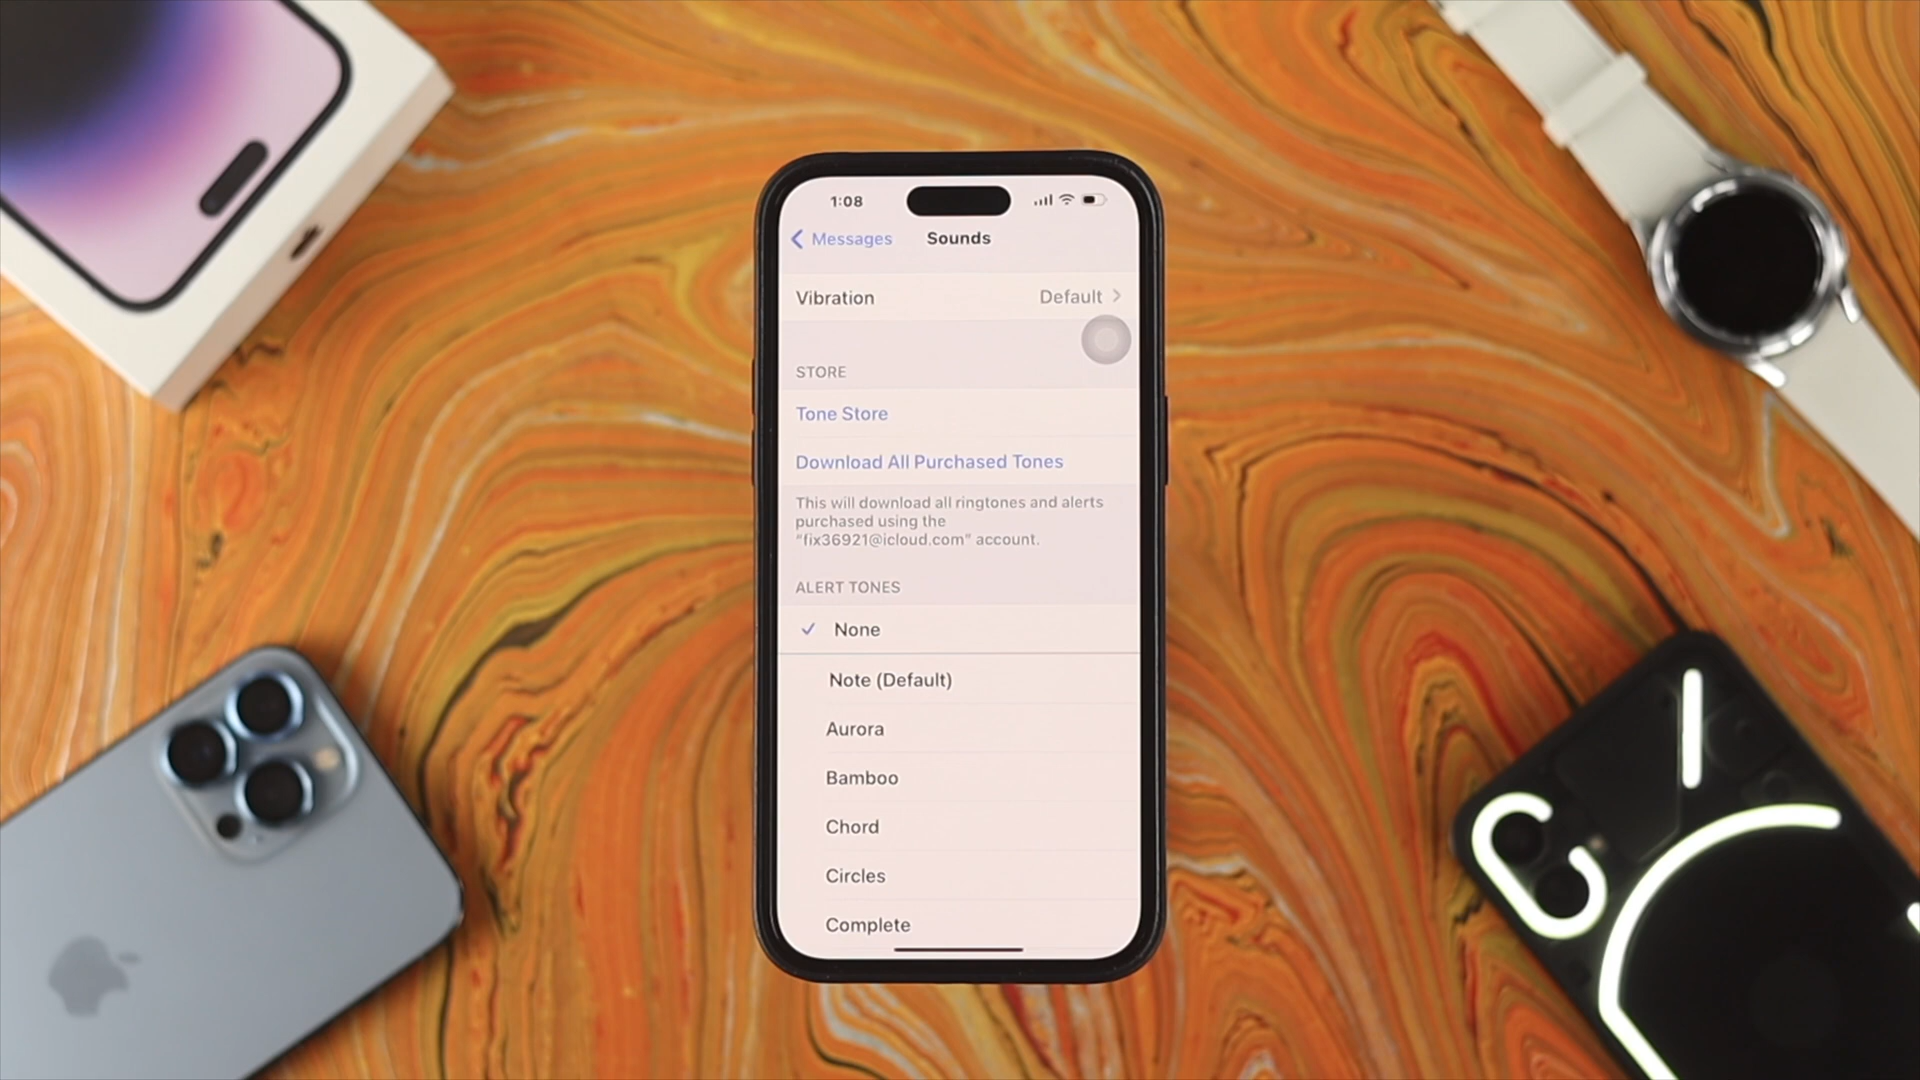 1:08
Messages
Sounds
Vibration
Default
STORE
Tone Store
Download All Purchased Tones
This will download all ringtones and alerts
purchased using the
"fix36921@icloud.com" account.
ALERT TONES
None
Note (Default)
Aurora
Bamboo
Chord
Circles
Complete